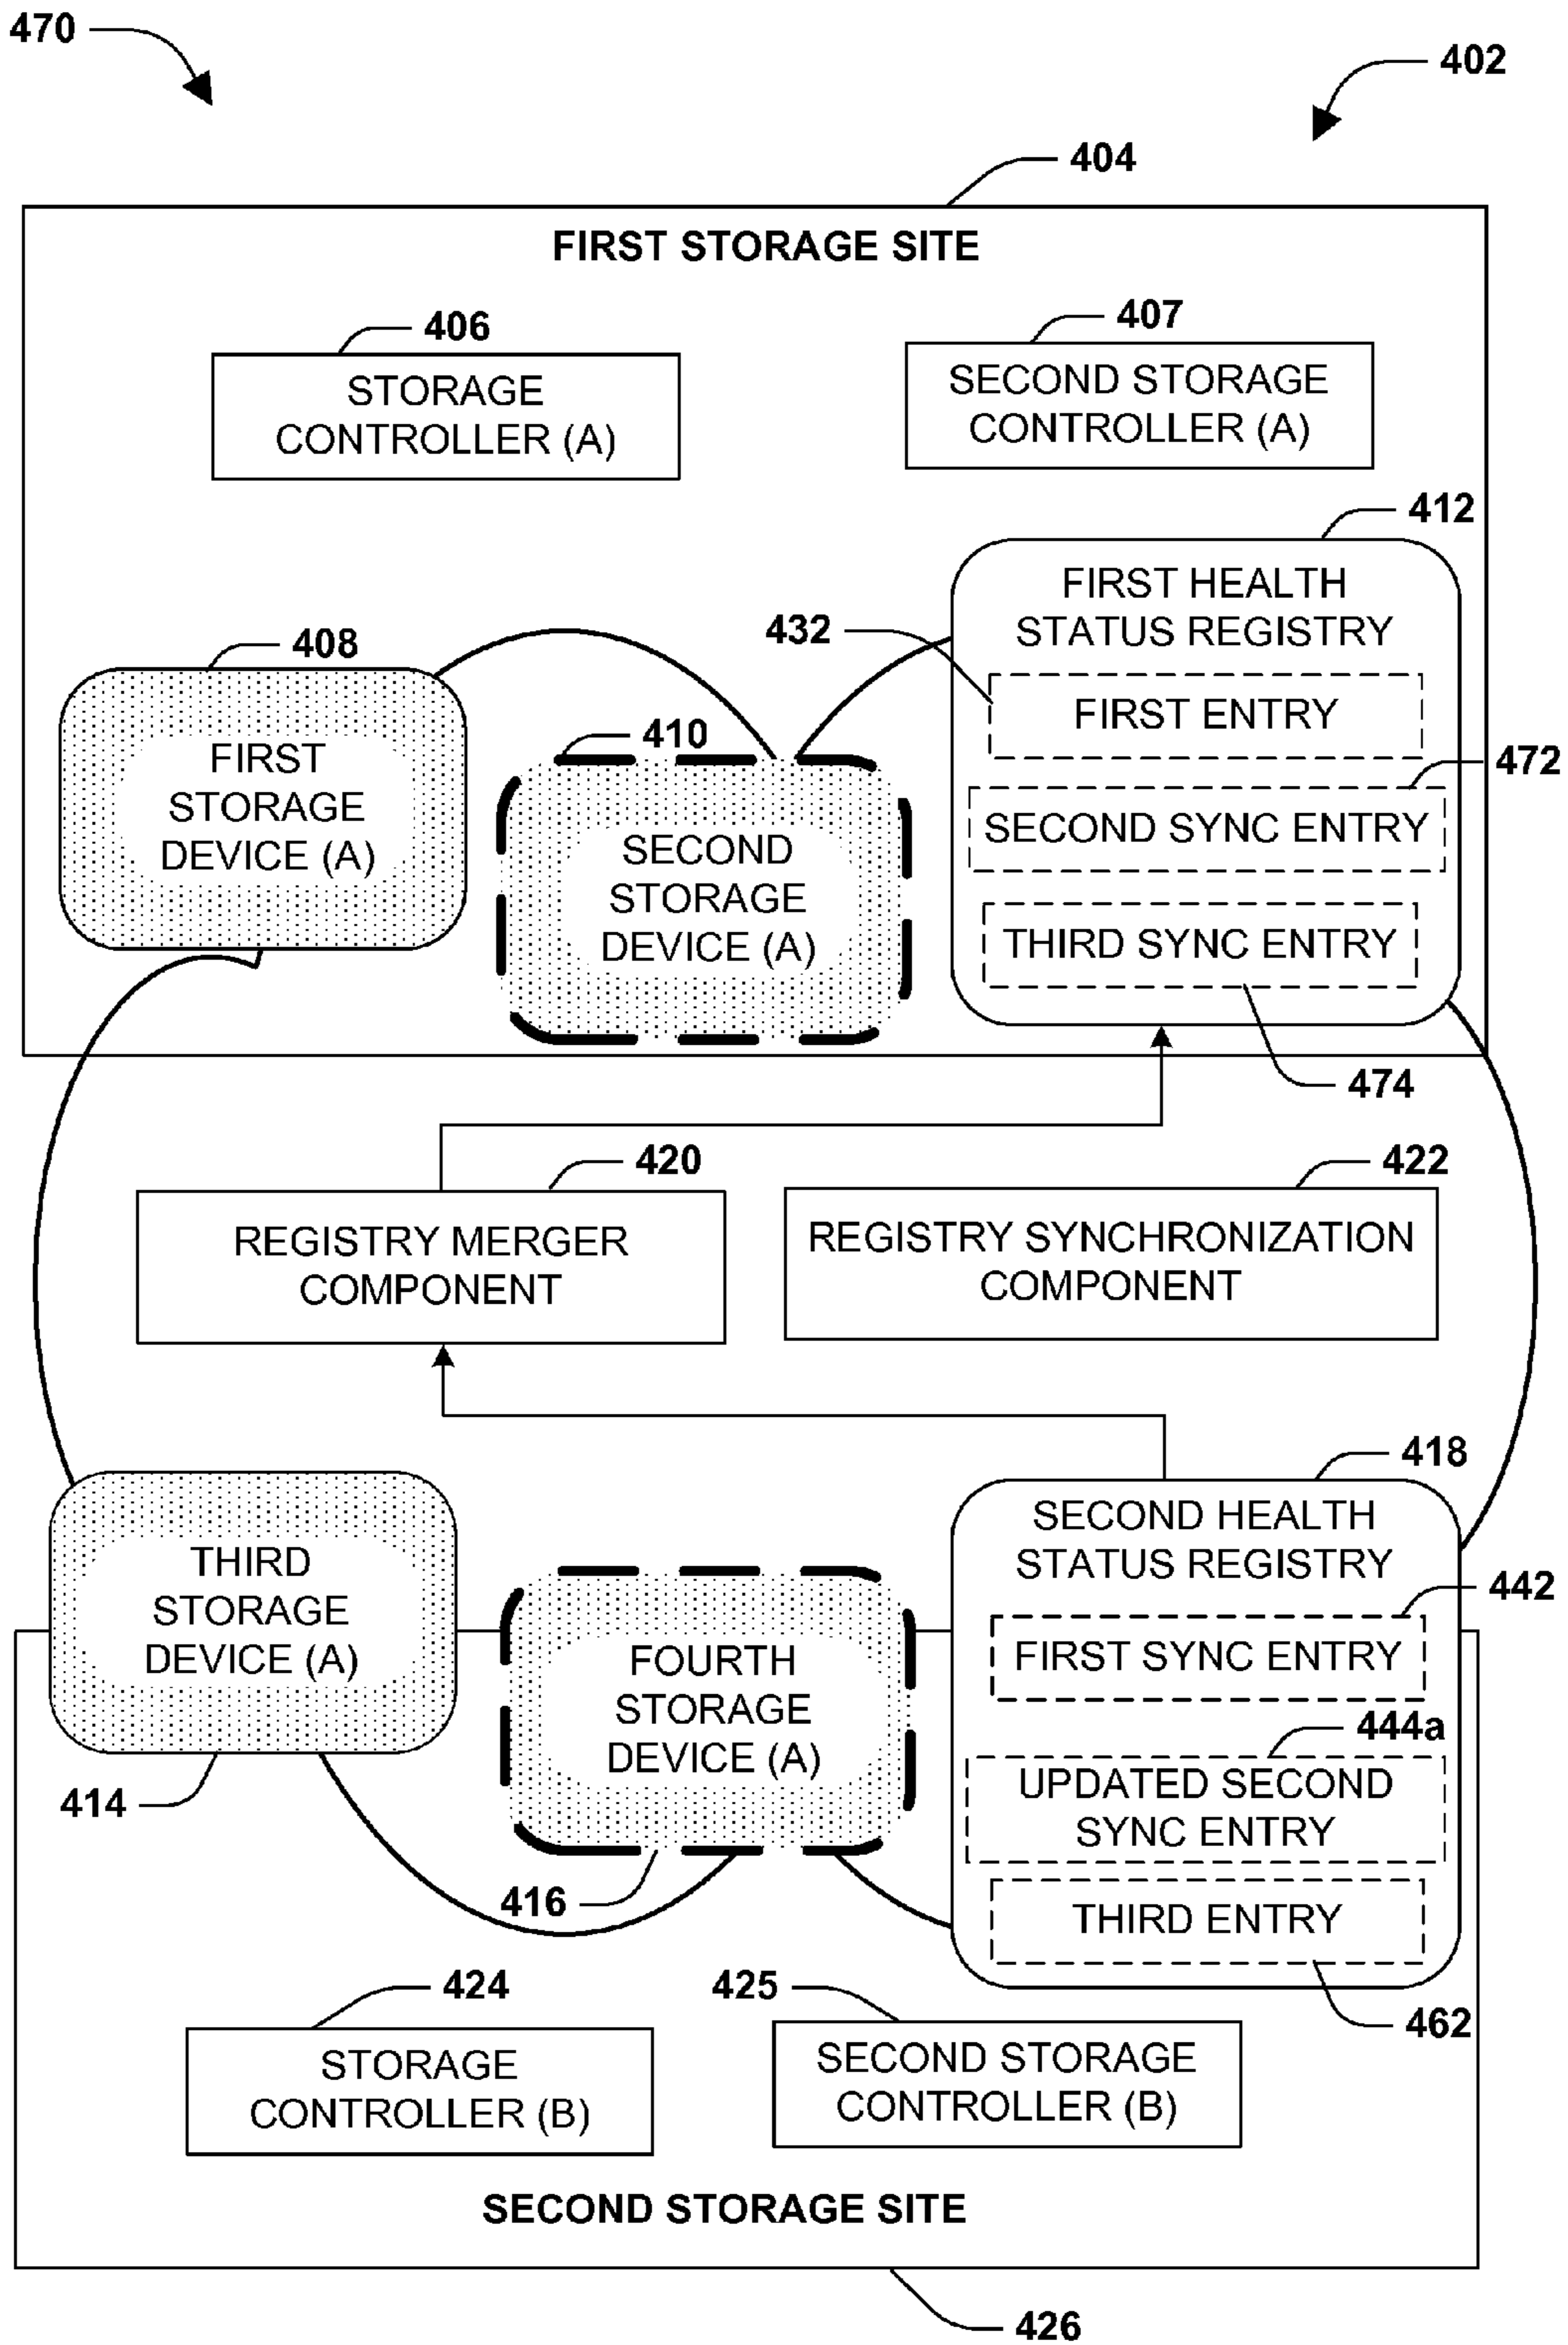 470
402
404
FIRST STORAGE SITE
406
407
STORAGE
CONTROLLER (A)
SECOND STORAGE
CONTROLLER (A)
412
FIRST HEALTH
STATUS REGISTRY
432
FIRST ENTRY
472
SECOND SYNC ENTRY
THIRD SYNC ENTRY
474
408
FIRST
STORAGE
DEVICE (A)
410
SECOND
STORAGE
DEVICE (A)
420
REGISTRY MERGER
COMPONENT
422
REGISTRY SYNCHRONIZATION
COMPONENT
THIRD
STORAGE
DEVICE (A)
414
FOURTH
STORAGE
DEVICE (A)
416
418
SECOND HEALTH
STATUS REGISTRY
442
FIRST SYNC ENTRY
444a
UPDATED SECOND
SYNC ENTRY
THIRD ENTRY
462
424
STORAGE
CONTROLLER (B)
425
SECOND STORAGE
CONTROLLER (B)
SECOND STORAGE SITE
426